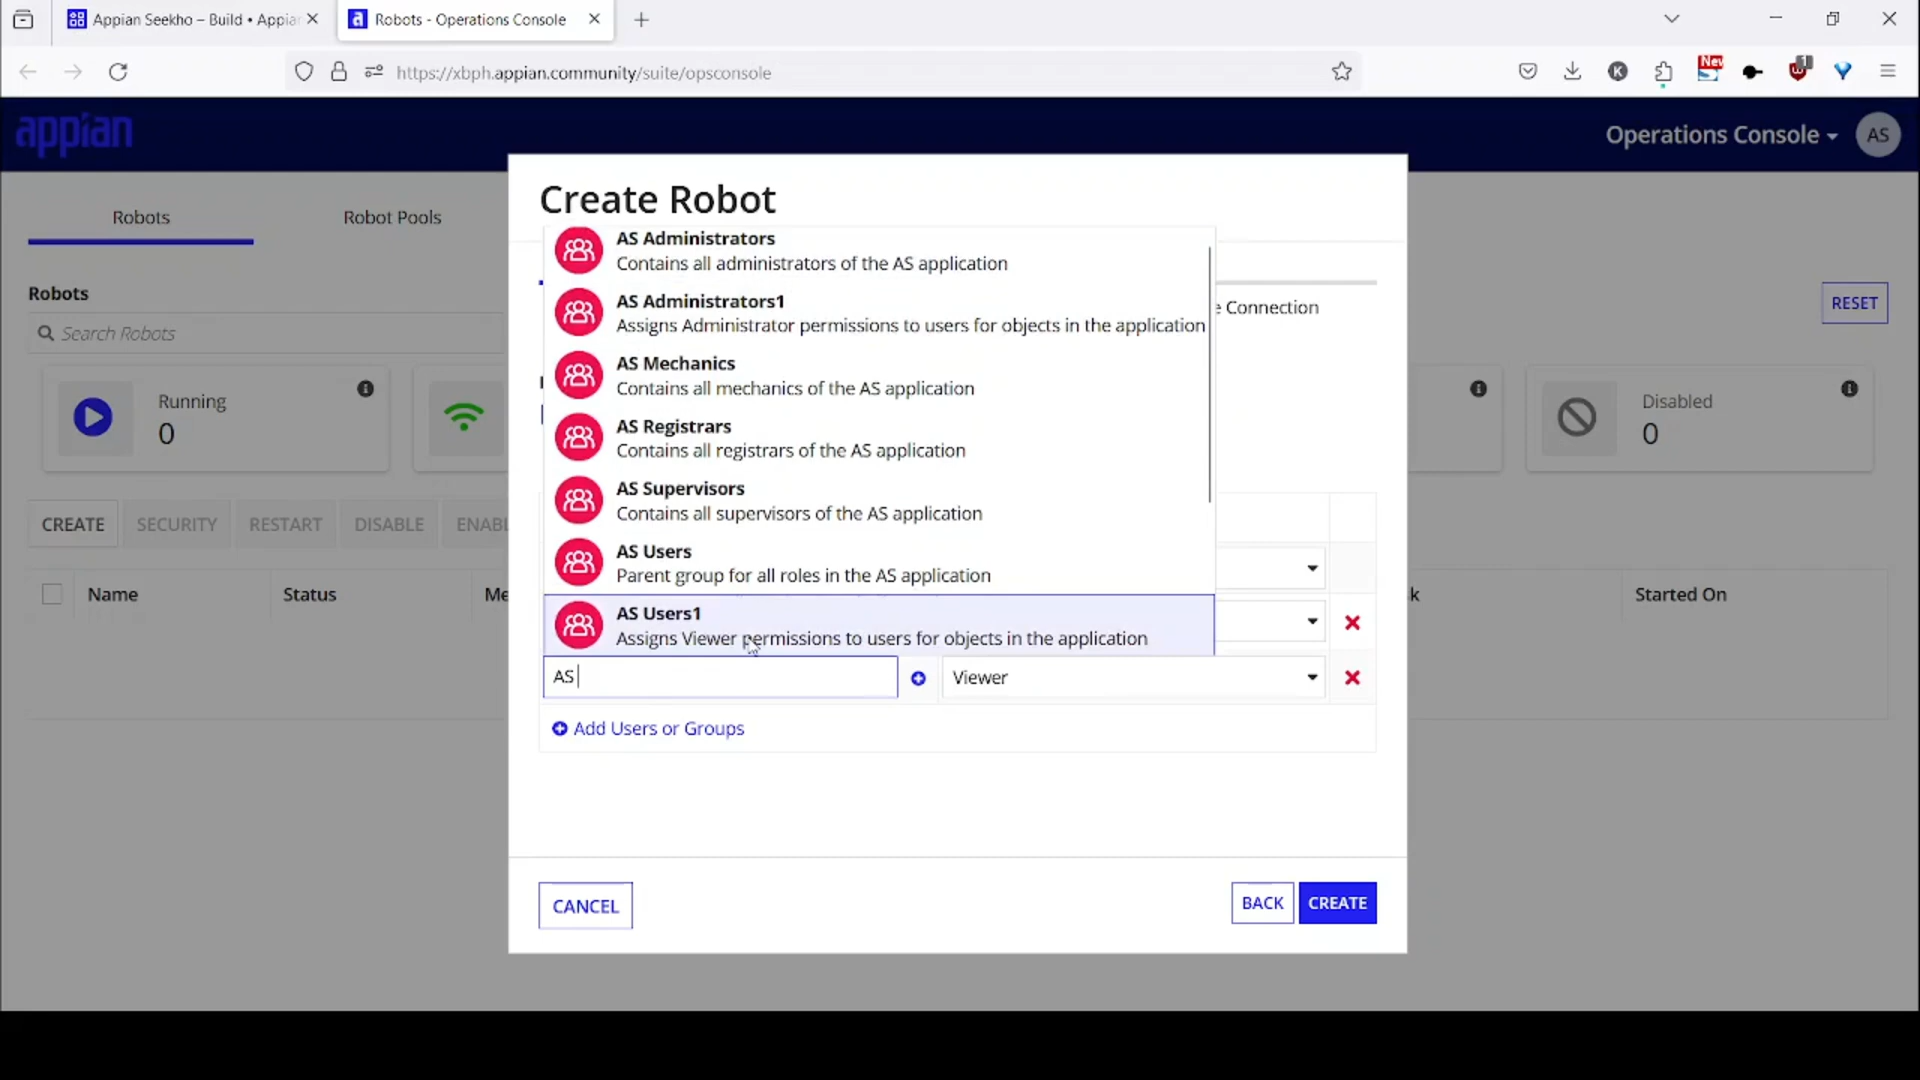 Appian Seekho – Build • Appian
Robots - Operations Console
https://xbph.appian.community/suite/opsconsole
K
New
1
appian
Operations Console
AS
Robots
Robot Pools
Robots
Search Robots
RESET
Running
0
Disabled
0
CREATE
SECURITY
RESTART
DISABLE
ENABL
Name
Status
Me
k
Started On
Create Robot
e Connection
AS Administrators
Contains all administrators of the AS application
AS Administrators1
Assigns Administrator permissions to users for objects in the application
AS Mechanics
Contains all mechanics of the AS application
AS Registrars
Contains all registrars of the AS application
AS Supervisors
Contains all supervisors of the AS application
AS Users
Parent group for all roles in the AS application
AS Users1
Assigns Viewer permissions to users for objects in the application
AS
Viewer
Add Users or Groups
CANCEL
BACK
CREATE